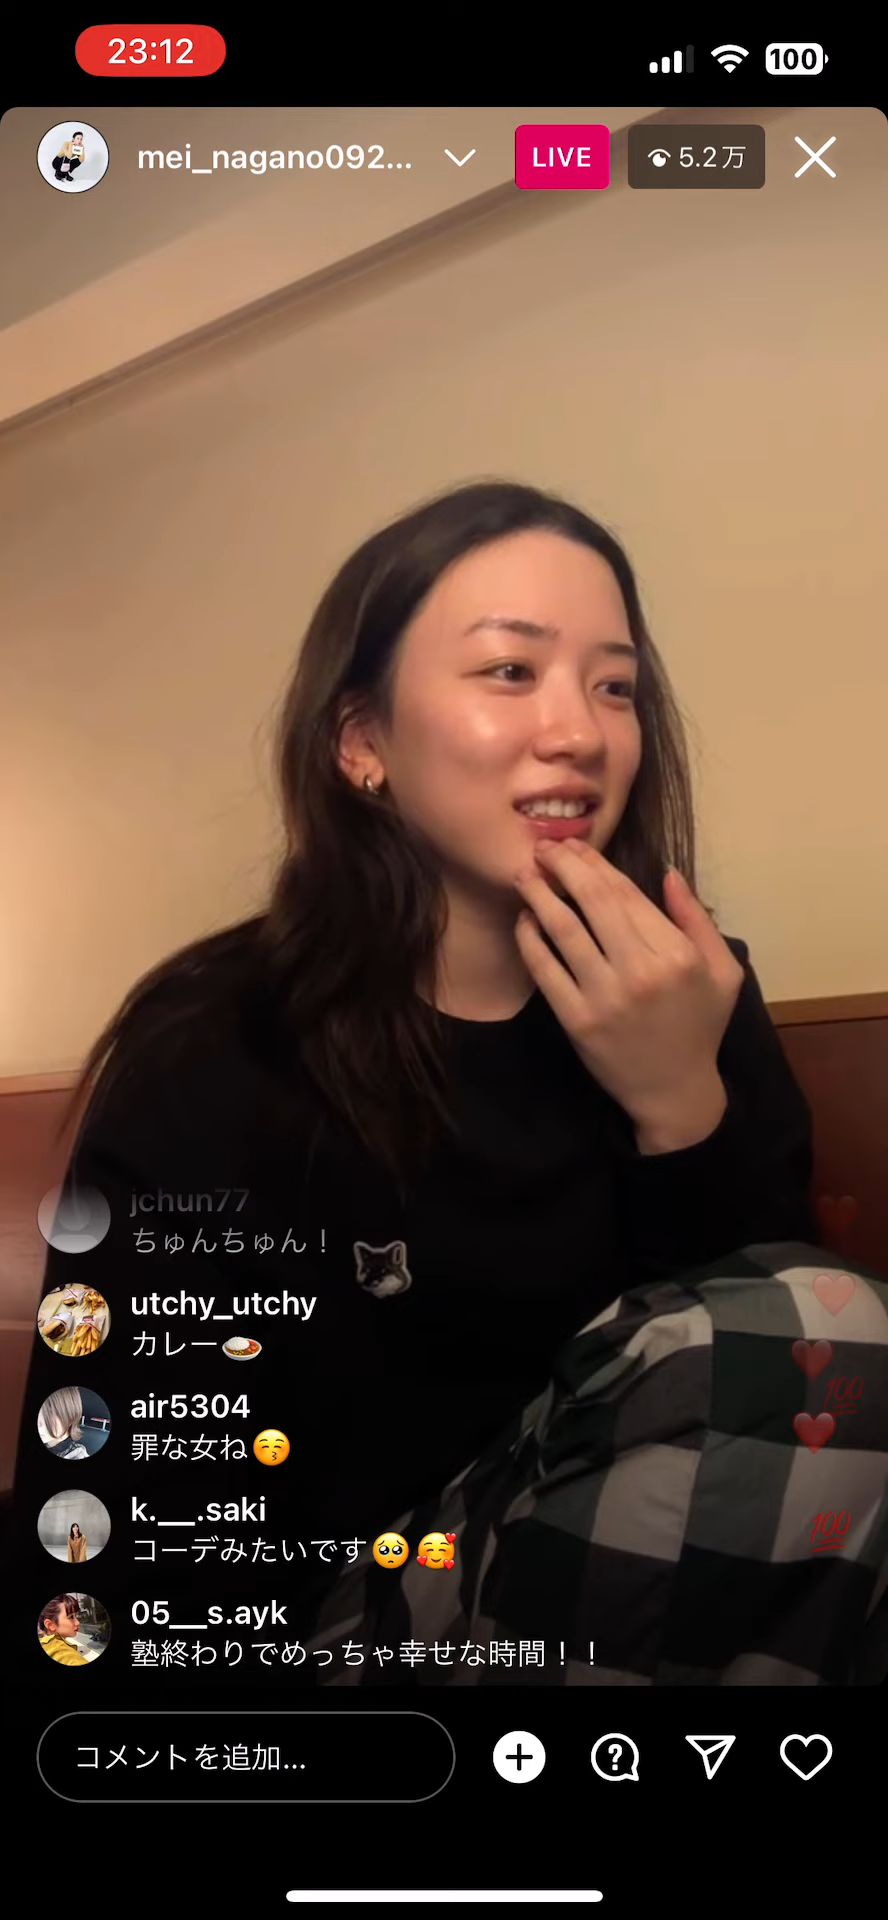 23:12
100
mei_nagano092...
LIVE
5.2万
jchun77
ちゅんちゅん！
utchy_utchy
カレー🍛
air5304
罪な女ね😚
k.__.saki
コーデみたいです🥺🥰
05__s.ayk
塾終わりでめっちゃ幸せな時間！！
コメントを追加...